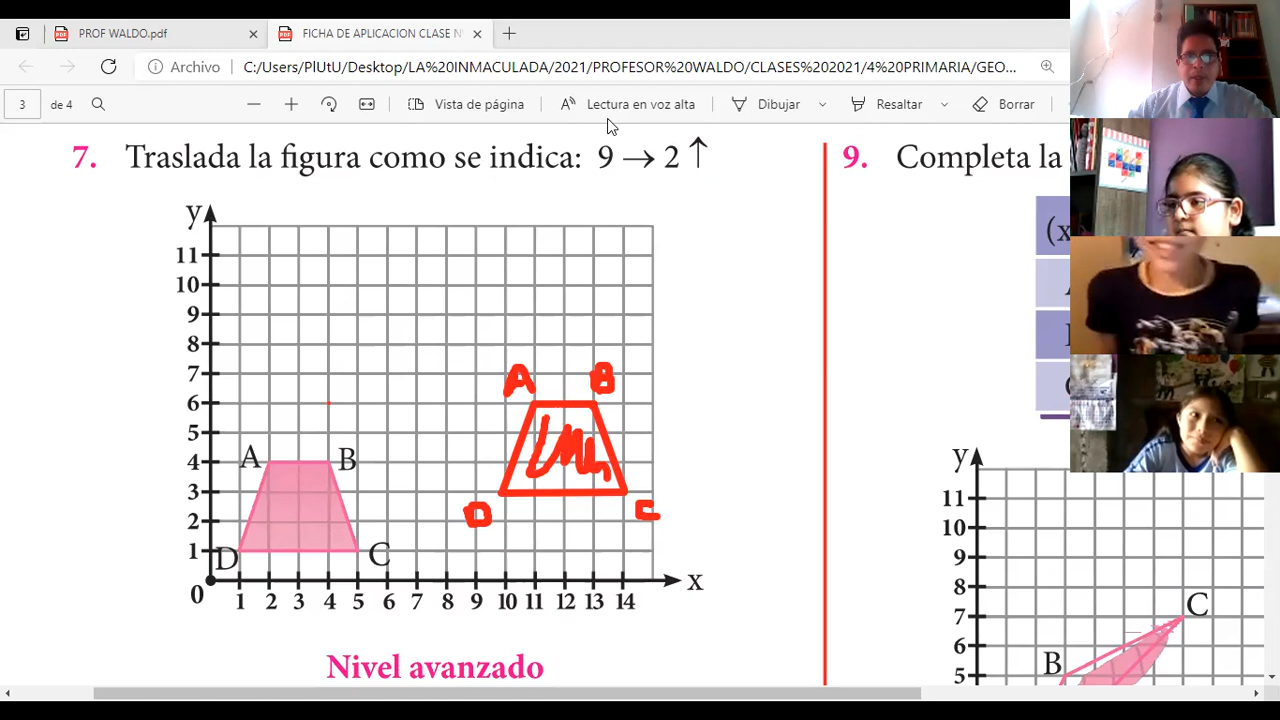 PROF WALDO.pdf
FICHA DE APLICACION CLASE N
Archivo
C:/Users/PlUtU/Desktop/LA%20INMACULADA/2021/PROFESOR%20WALDO/CLASES%202021/4%20PRIMARIA/GEO...
3 de 4
Vista de página
Lectura en voz alta
Dibujar
Resaltar
Borrar
7. Traslada la figura como se indica: 9 → 2 ↑
y
11
10
9
8
7
6
5
4
3
2
1
0
1 2 3 4 5 6 7 8 9 10 11 12 13 14
x
A B
D C
A B
D C
Nivel avanzado
9. Completa la
(x
y
11
10
9
8
7
6
5
C
B